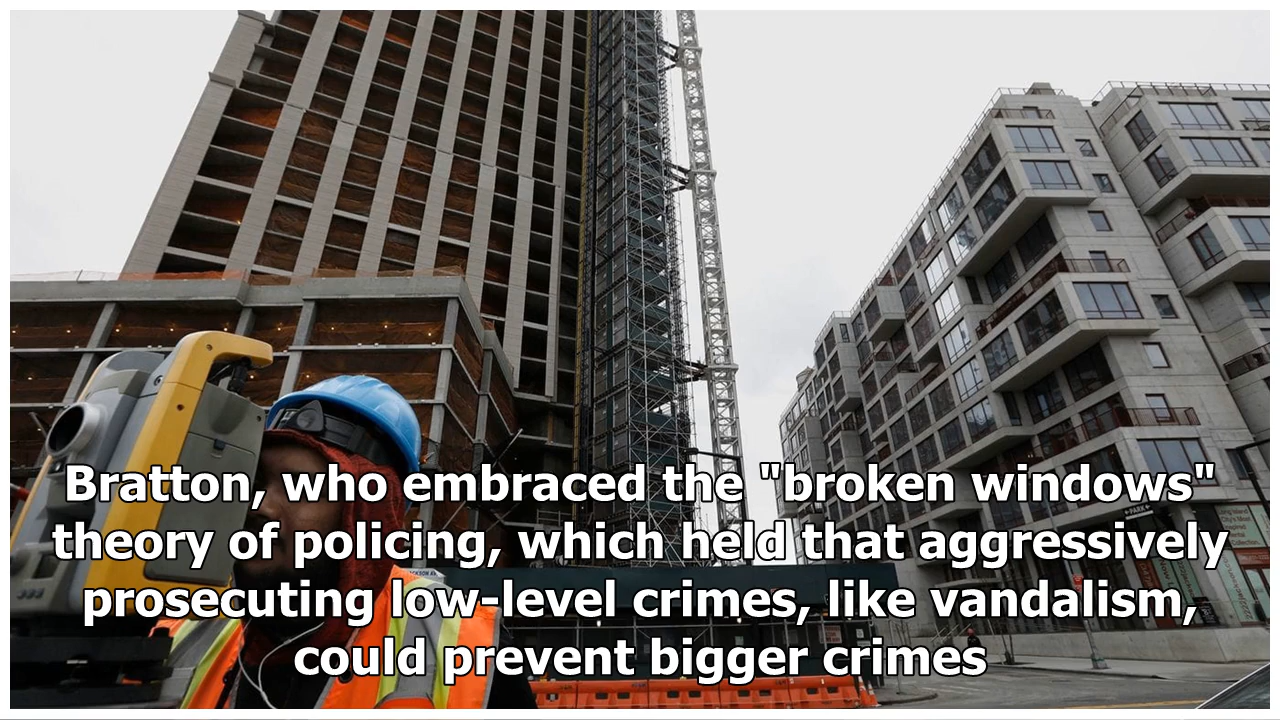 ←PARK→
Bratton, who embraced the "broken windows"
theory of policing, which held that aggressively
prosecuting low-level crimes, like vandalism,
could prevent bigger crimes